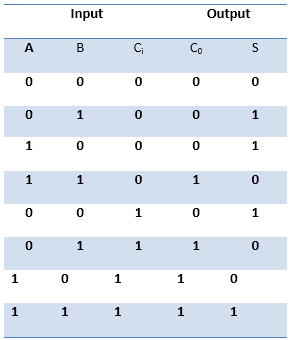 Input Output
A B Ci C0 S
0 0 0 0 0
0 1 0 0 1
1 0 0 0 1
1 1 0 1 0
0 0 1 0 1
0 1 1 1 0
1 0 1 1 0
1 1 1 1 1